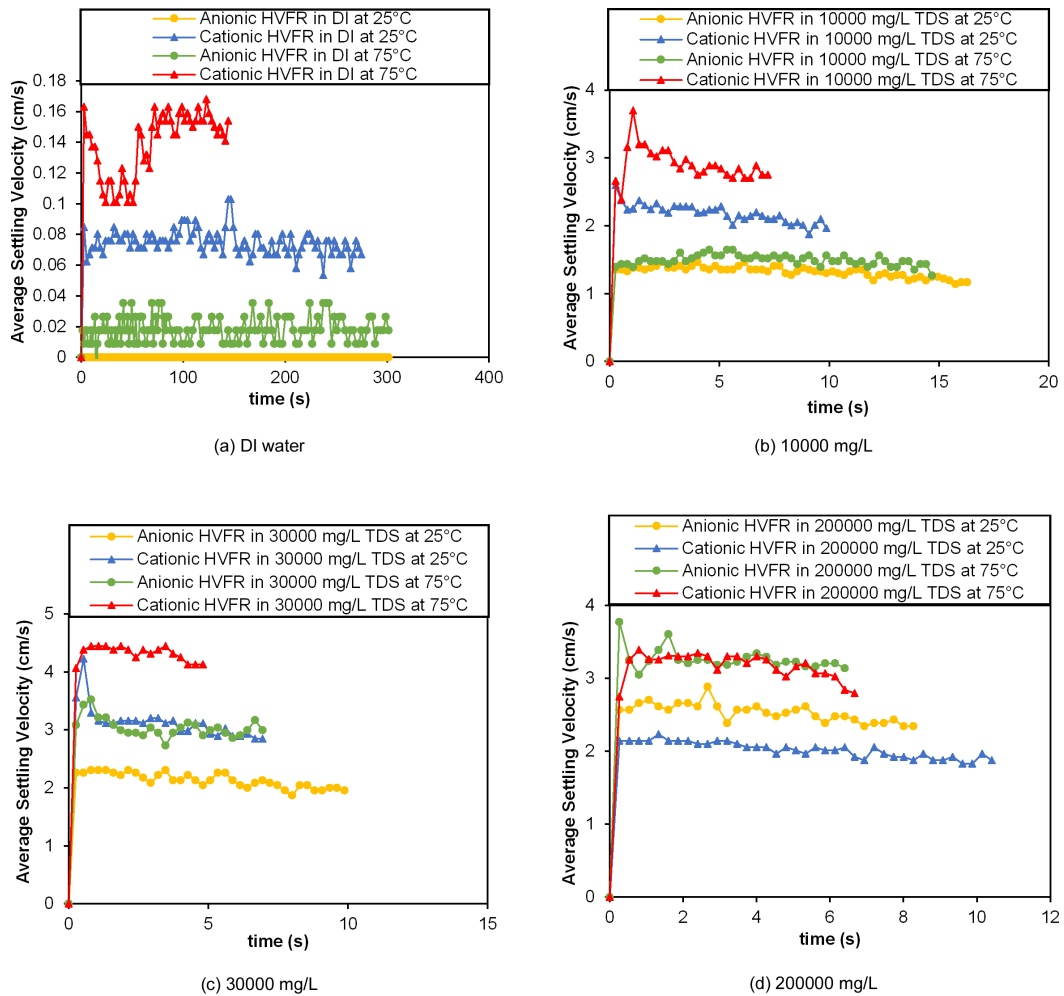 Anionic HVFR in DI at 25°C
Cationic HVFR in DI at 25°C
Anionic HVFR in DI at 75°C
Cationic HVFR in DI at 75°C
Average Settling Velocity (cm/s)
0.18
0.16
0.14
0.12
0.1
0.08
0.06
0.04
0.02
0
0 100 200 300 400
time (s)
(a) DI water
Anionic HVFR in 10000 mg/L TDS at 25°C
Cationic HVFR in 10000 mg/L TDS at 25°C
Anionic HVFR in 10000 mg/L TDS at 75°C
Cationic HVFR in 10000 mg/L TDS at 75°C
Average Settling Velocity (cm/s)
4
3
2
1
0
0 5 10 15 20
time (s)
(b) 10000 mg/L
Anionic HVFR in 30000 mg/L TDS at 25°C
Cationic HVFR in 30000 mg/L TDS at 25°C
Anionic HVFR in 30000 mg/L TDS at 75°C
Cationic HVFR in 30000 mg/L TDS at 75°C
Average Settling Velocity (cm/s)
5
4
3
2
1
0
0 5 10 15
time (s)
(c) 30000 mg/L
Anionic HVFR in 200000 mg/L TDS at 25°C
Cationic HVFR in 200000 mg/L TDS at 25°C
Anionic HVFR in 200000 mg/L TDS at 75°C
Cationic HVFR in 200000 mg/L TDS at 75°C
Average Settling Velocity (cm/s)
4
3
2
1
0
0 2 4 6 8 10 12
time (s)
(d) 200000 mg/L